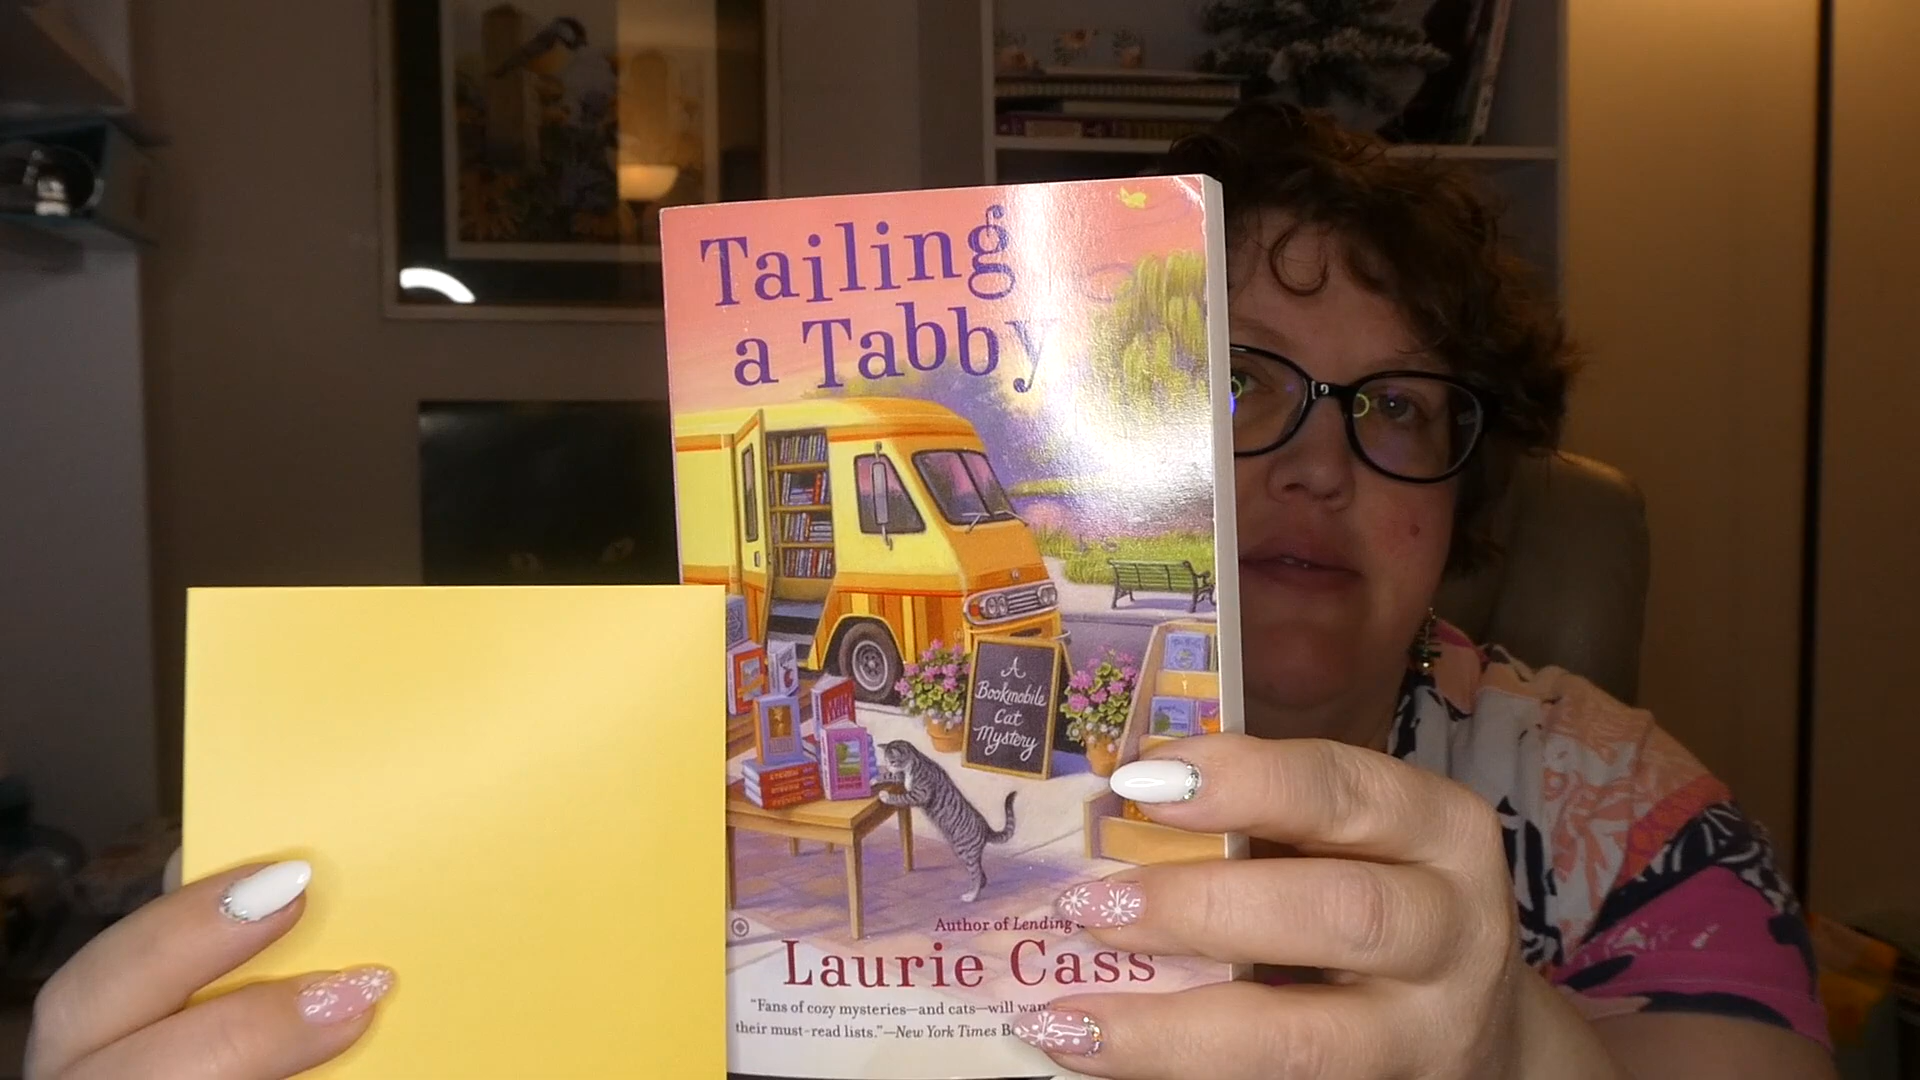 Tailing
a Tabby
A
Bookmobile
Cat
Mystery
Author of Lending
Laurie Cass
"Fans of cozy mysteries—and cats—will
their must-read lists."—New York Times